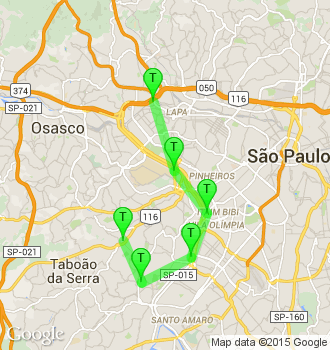 T
374
SP-021
050
116
LAPA
Osasco
T
São Paulo
PINHEIROS
T
T
116
ITAIM BIBI
VILA OLÍMPIA
T
SP-021
Taboão
da Serra
T
SP-015
SANTO AMARO
SP-160
Google
Map data ©2015 Google